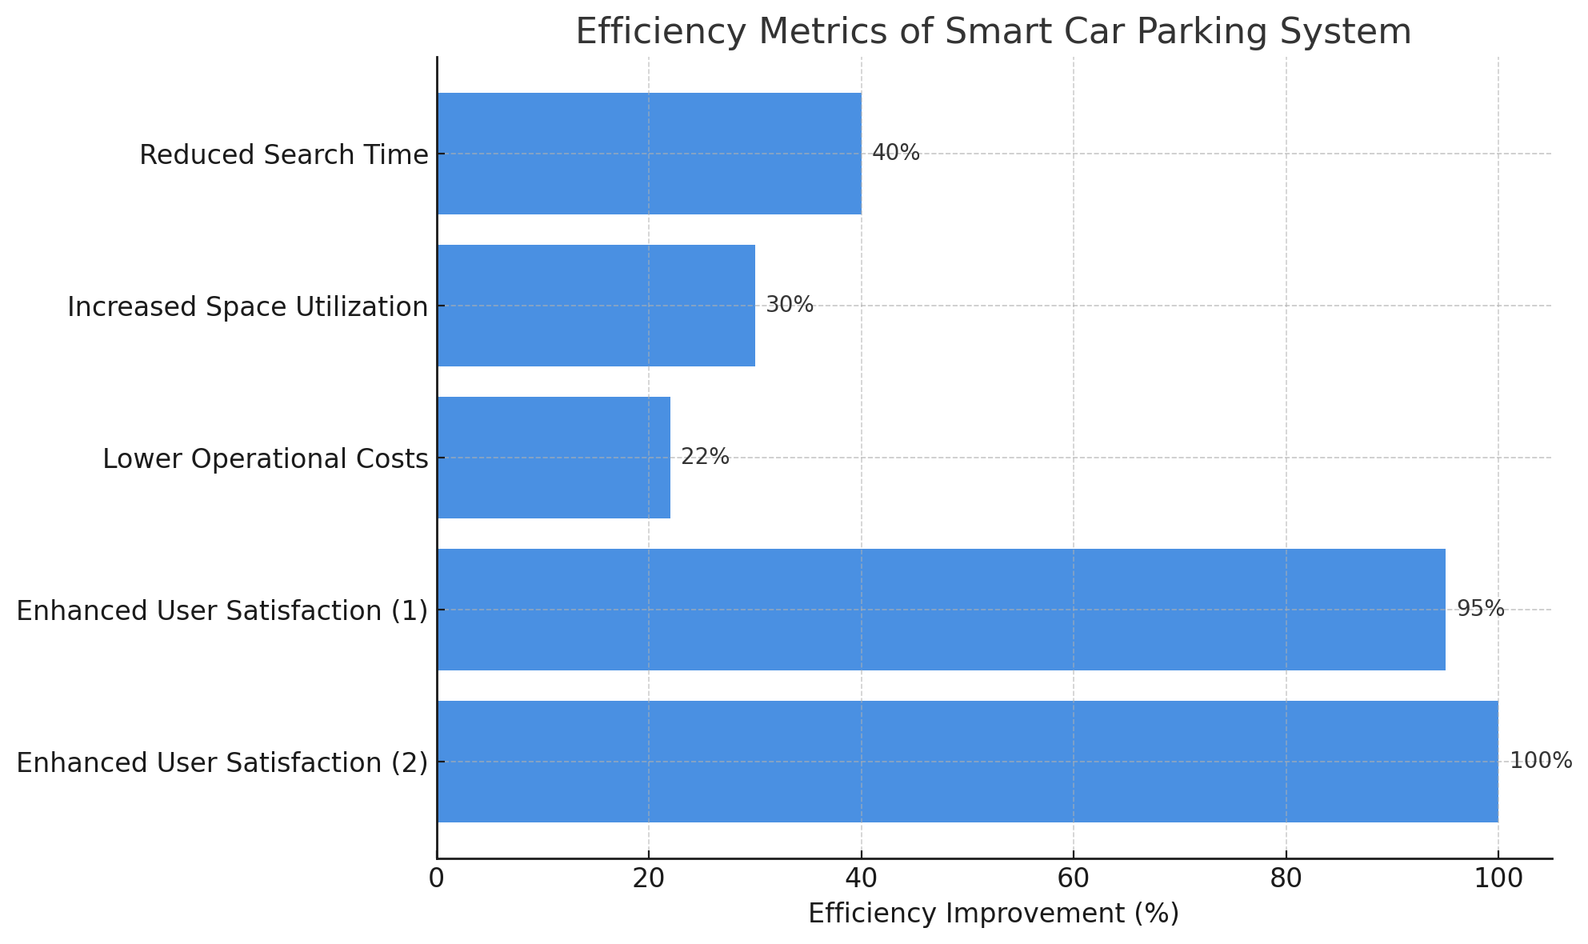 Efficiency Metrics of Smart Car Parking System
Reduced Search Time
40%
Increased Space Utilization
30%
Lower Operational Costs
22%
Enhanced User Satisfaction (1)
95%
Enhanced User Satisfaction (2)
100%
0 20 40 60 80 100
Efficiency Improvement (%)